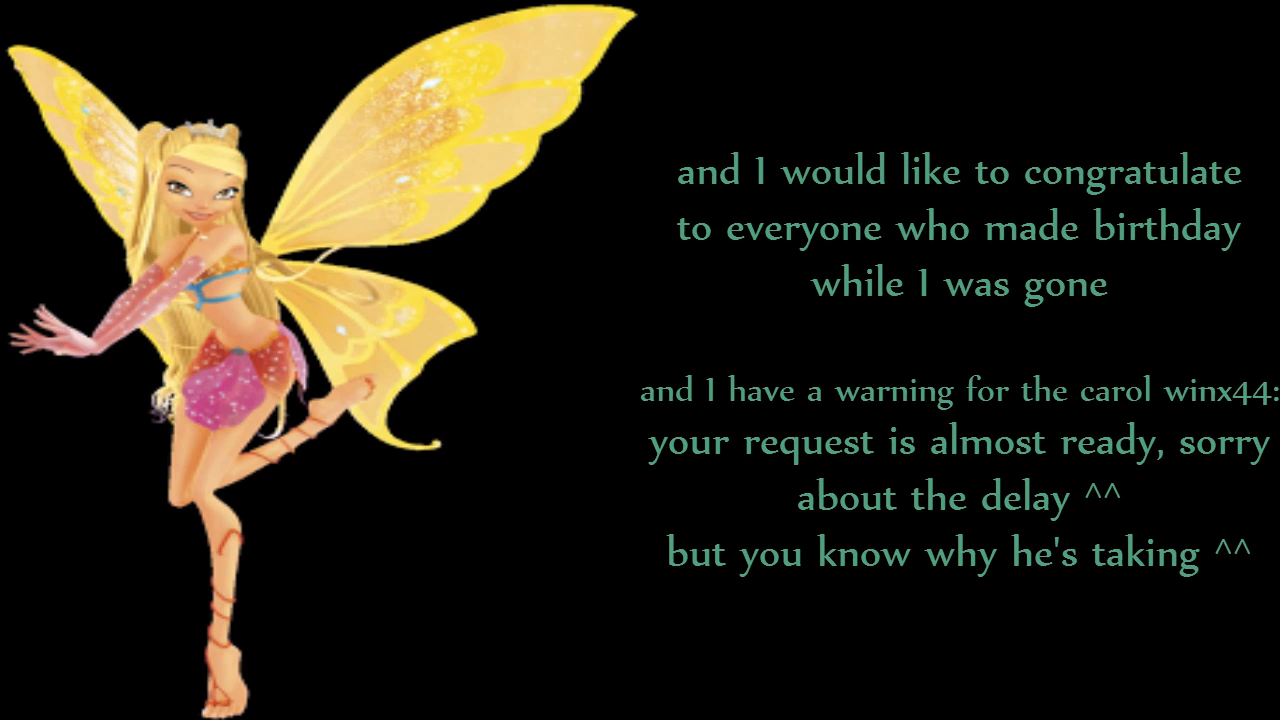 and I would like to congratulate
to everyone who made birthday
while I was gone
and I have a warning for the carol winx44:
your request is almost ready, sorry
about the delay ^^
but you know why he's taking ^^